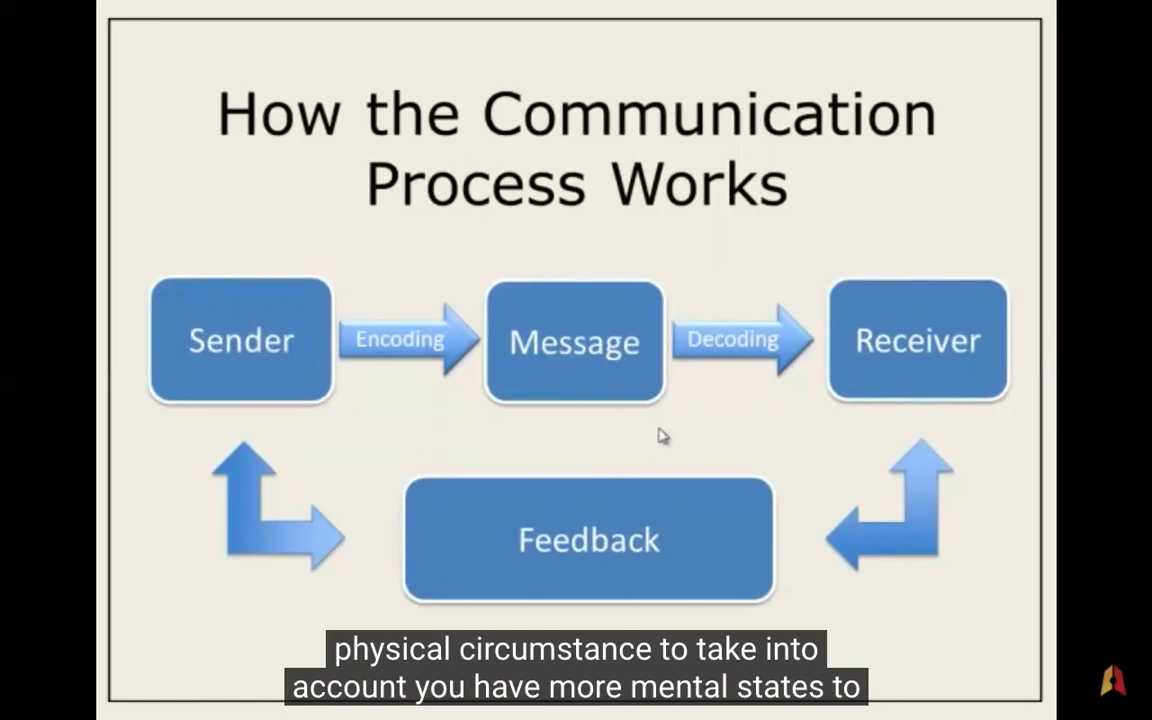 How the Communication
Process Works
Sender
Encoding
Message
Decoding
Receiver
Feedback
physical circumstance to take into
account you have more mental states to